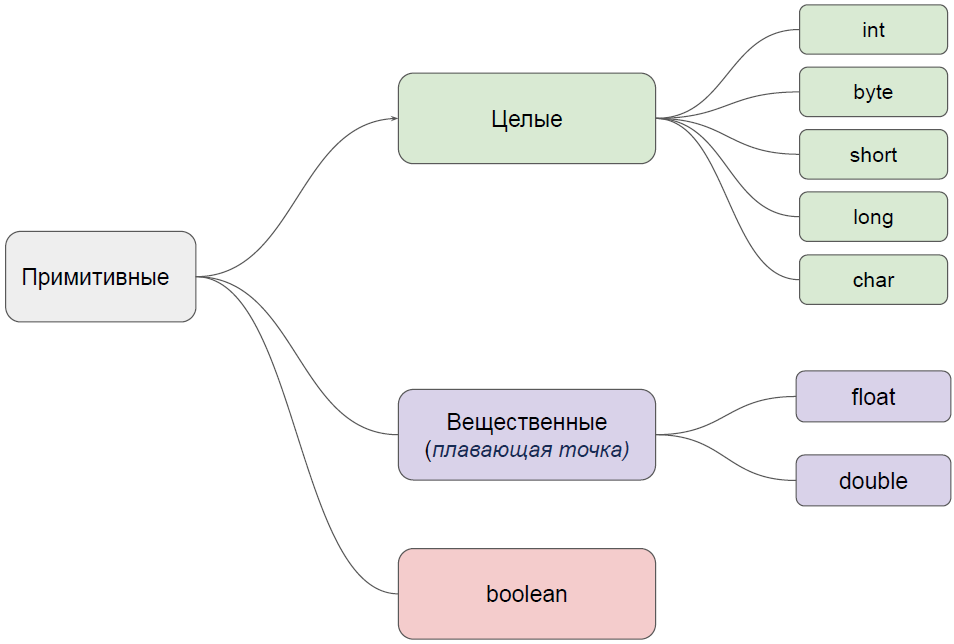 Примитивные
Целые
int
byte
short
long
char
Вещественные
(плавающая точка)
float
double
boolean